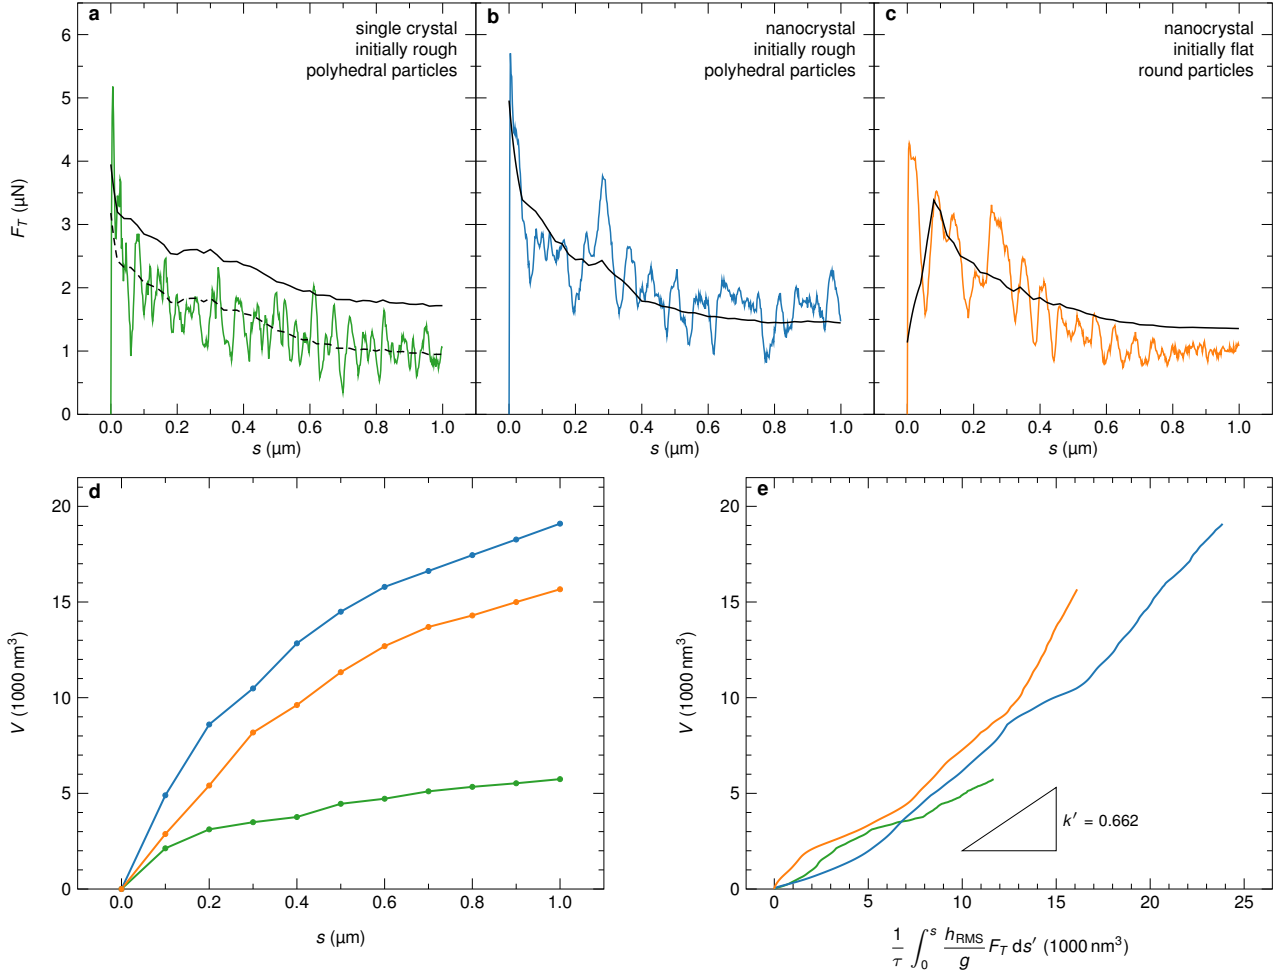 a
single crystal
initially rough
polyhedral particles
b
nanocrystal
initially rough
polyhedral particles
c
nanocrystal
initially flat
round particles
F_T (μN)
6
5
4
3
2
1
0
0.0 0.2 0.4 0.6 0.8 1.0
s (μm)
0.0 0.2 0.4 0.6 0.8 1.0
s (μm)
0.0 0.2 0.4 0.6 0.8 1.0
s (μm)
d
V (1000 nm³)
20
15
10
5
0
0.0 0.2 0.4 0.6 0.8 1.0
s (μm)
e
V (1000 nm³)
20
15
10
5
0
k′ = 0.662
0 5 10 15 20 25
1/τ ∫₀ˢ h_RMS/g F_T ds′ (1000 nm³)